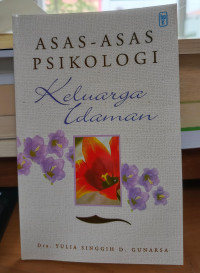 ASAS-ASAS
PSIKOLOGI
Keluarga
Idaman
Dra. YULIA SINGGIH D. GUNARSA